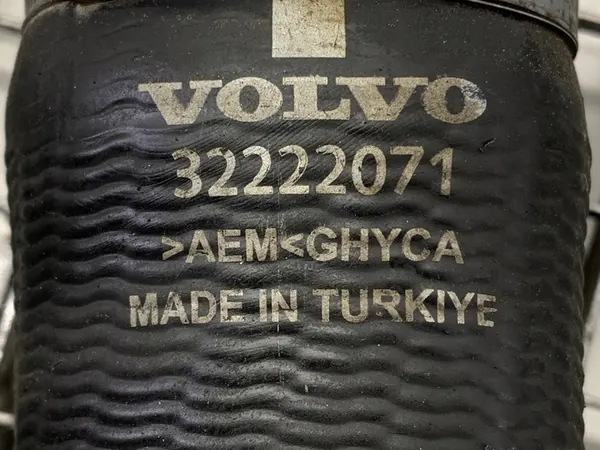 VOLVO
32222071
>AEM<GHYCA
MADE IN TURKIYE